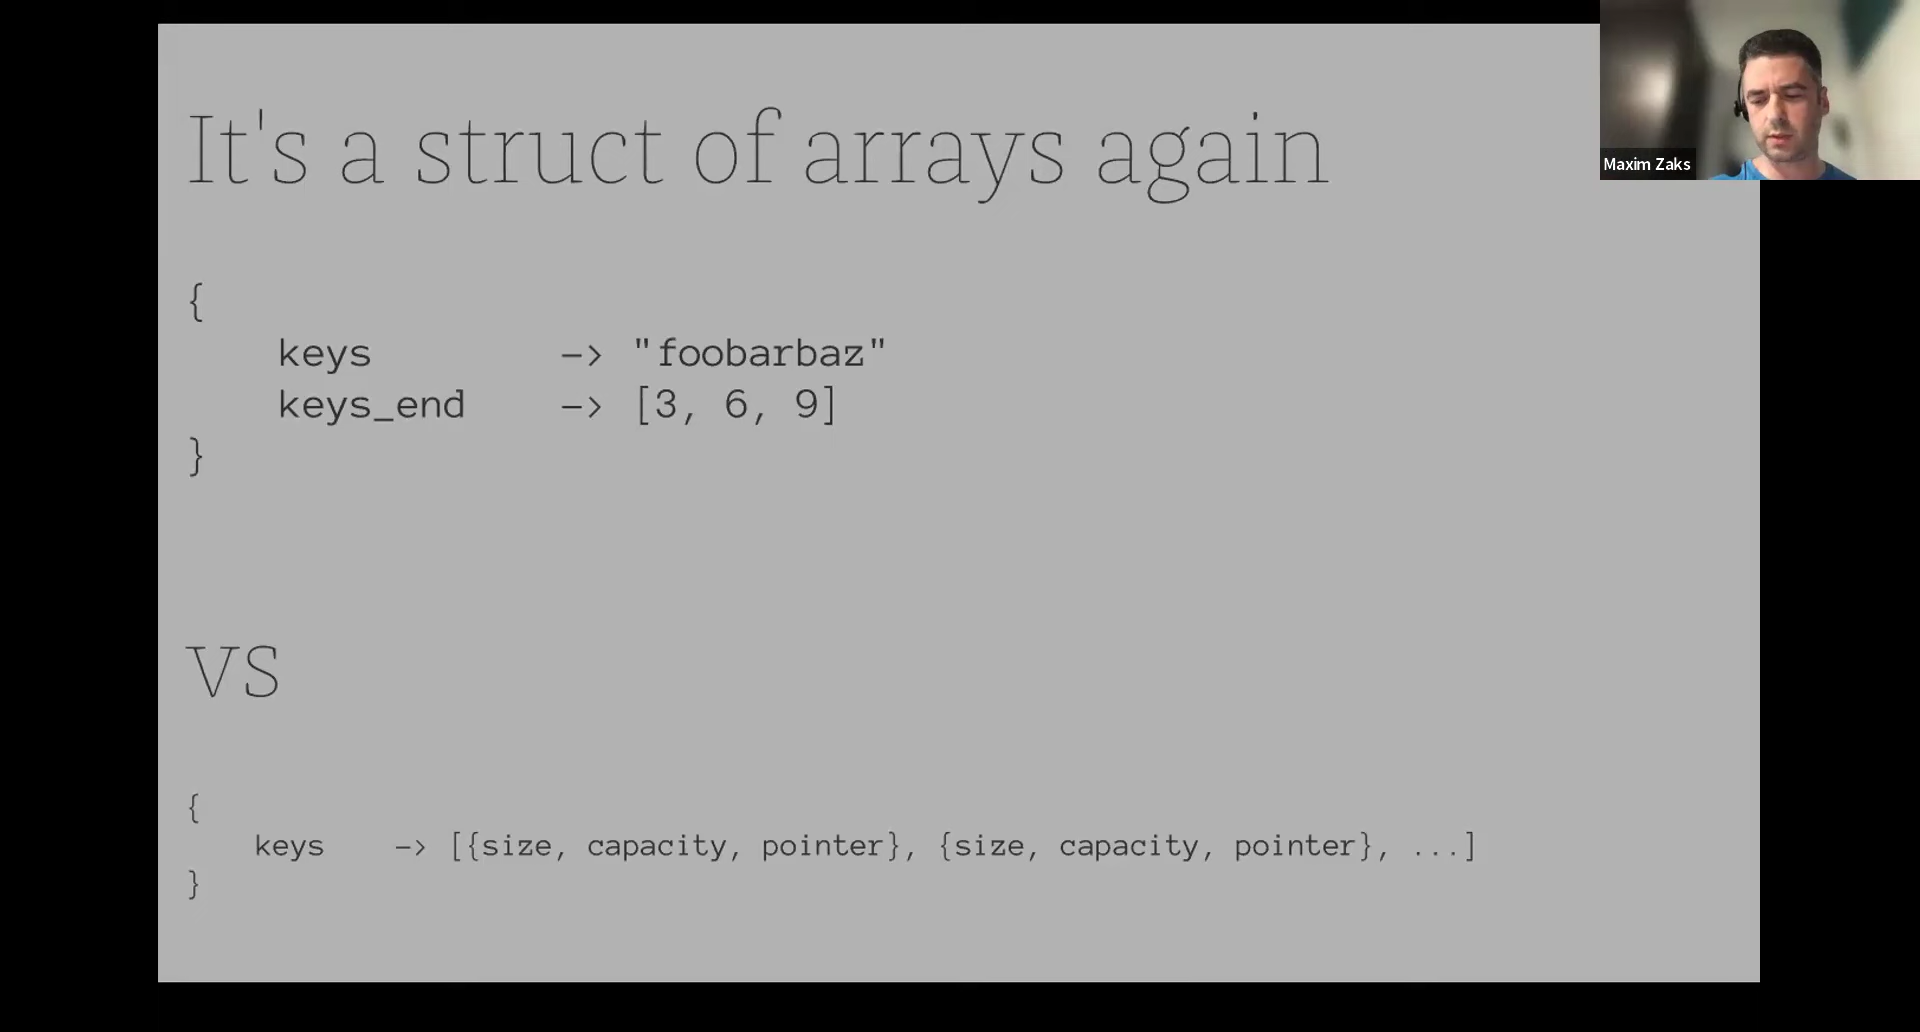 It's a struct of arrays again
Maxim Zaks
{
keys -> "foobarbaz"
keys_end -> [3, 6, 9]
}
VS
{
keys -> [{size, capacity, pointer}, {size, capacity, pointer}, ...]
}